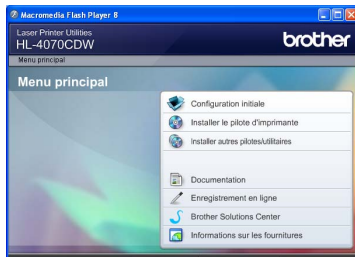 Macromedia Flash Player 8
Laser Printer Utilities
HL-4070CDW
brother
Menu principal
Menu principal
Configuration initiale
Installer le pilote d'imprimante
Installer autres pilotes/utilitaires
Documentation
Enregistrement en ligne
Brother Solutions Center
Informations sur les fournitures